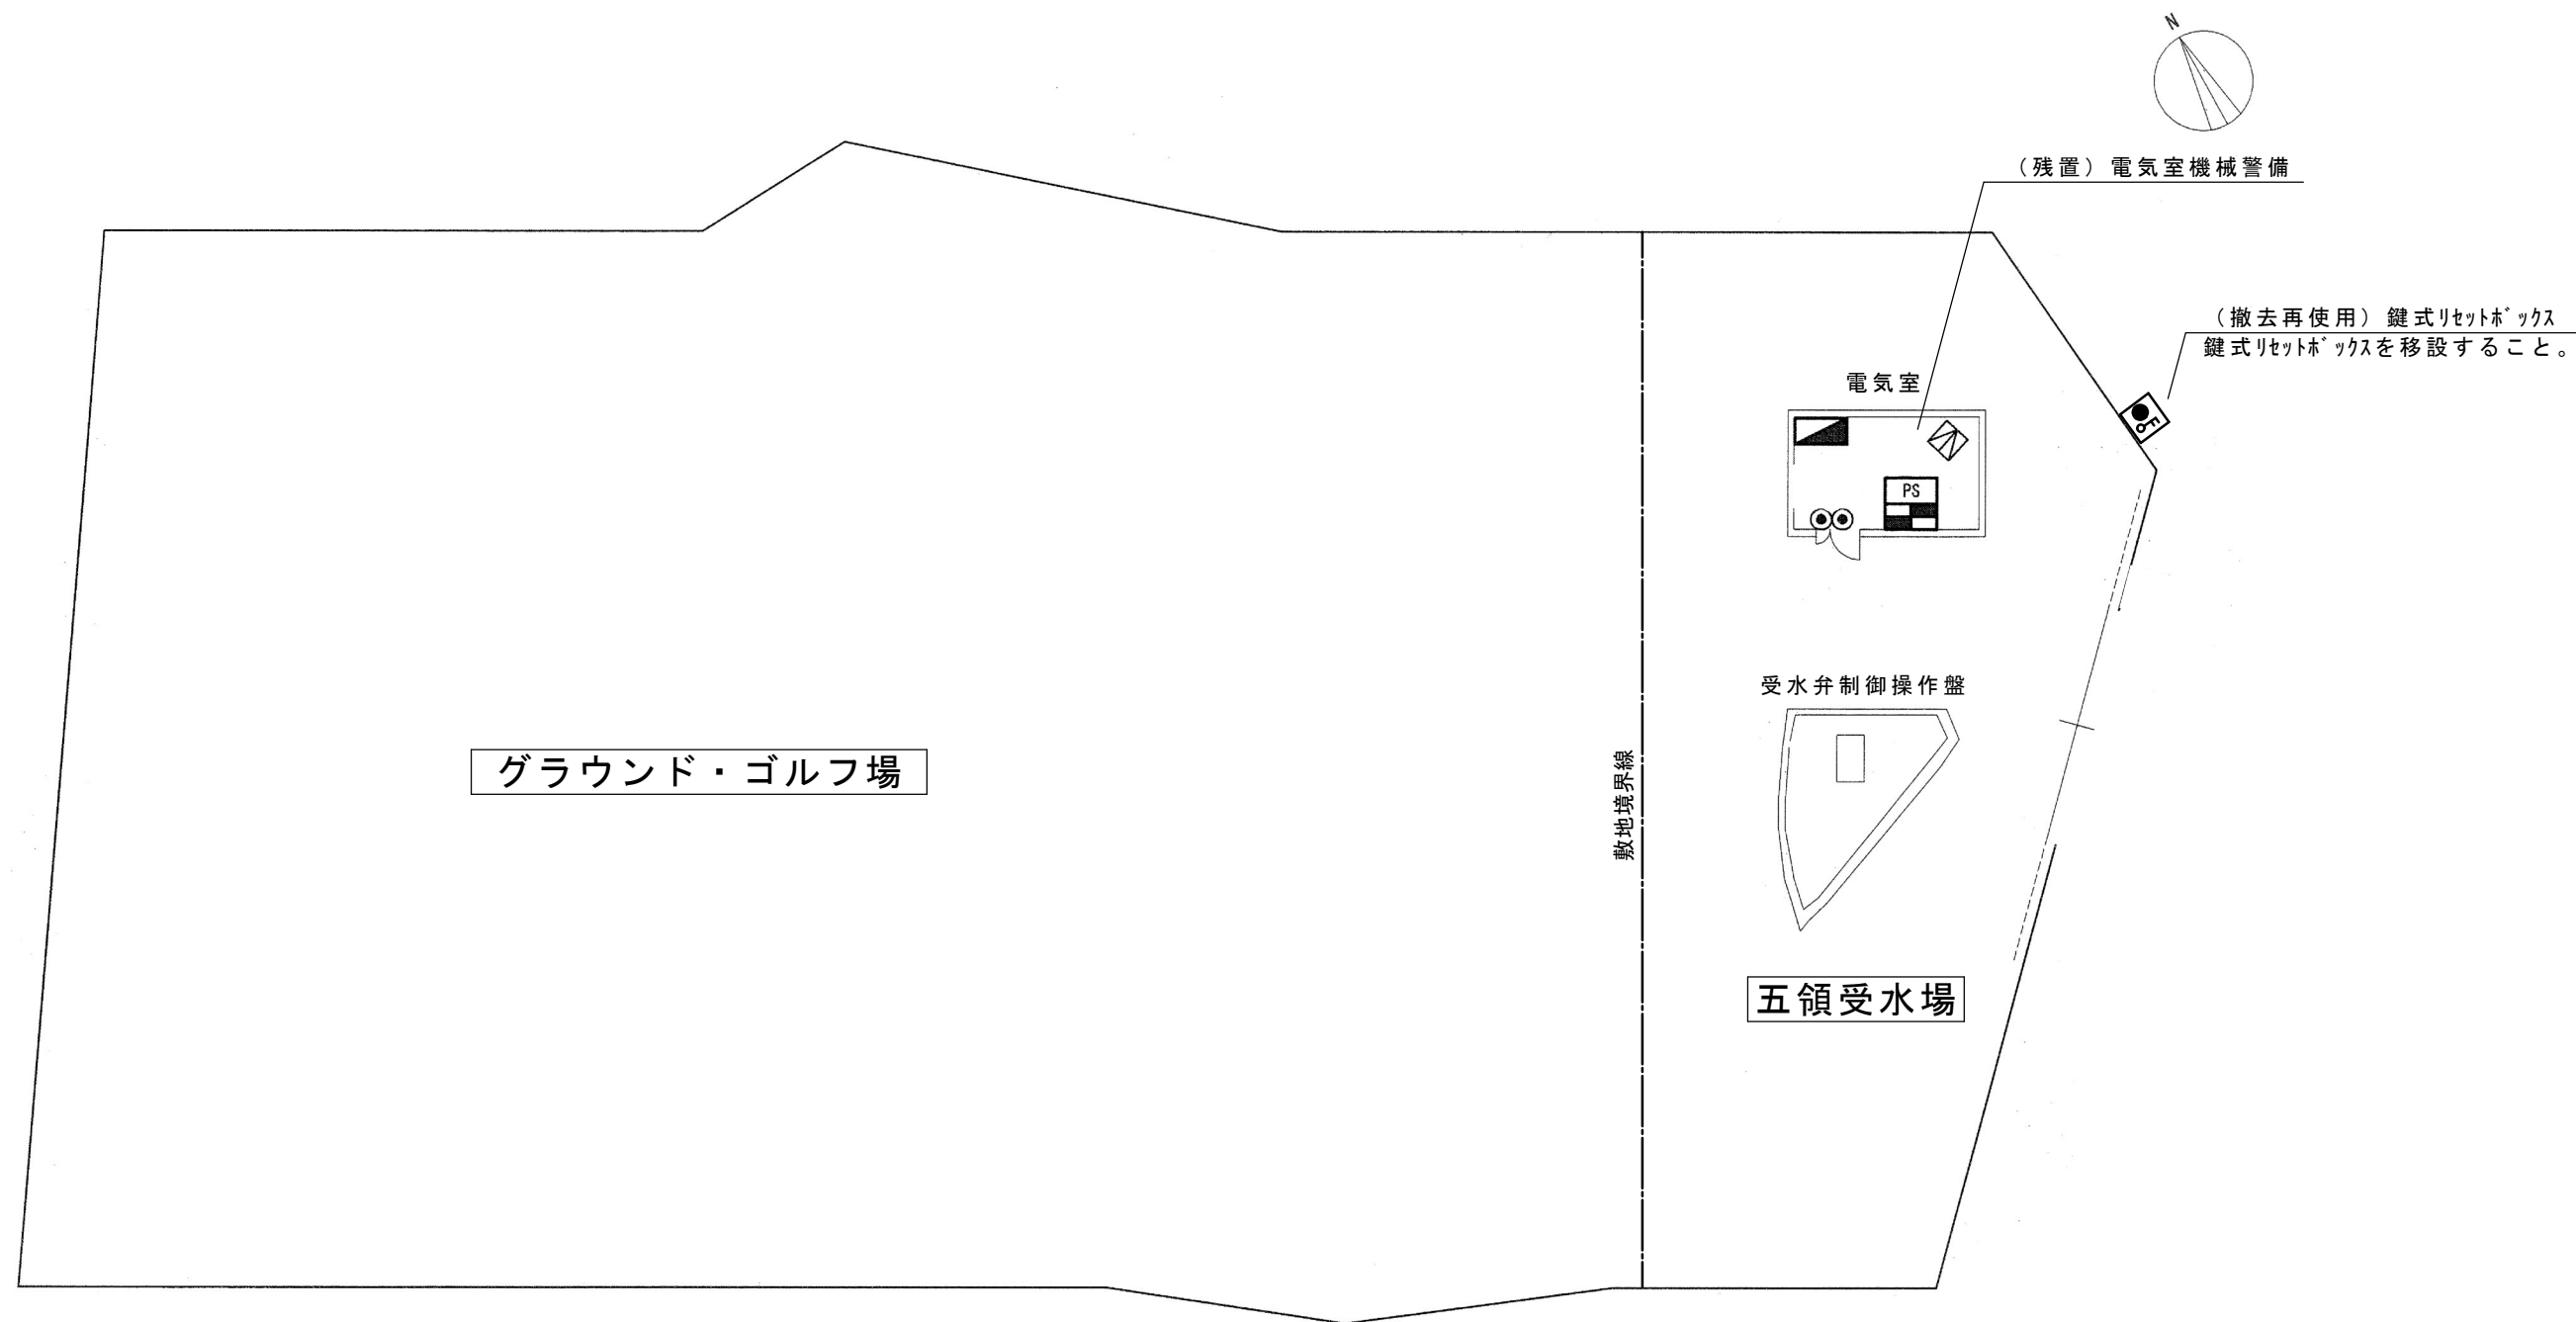 N
（残置）電気室機械警備
（撤去再使用）鍵式ﾘｾｯﾄﾎﾞｯｸｽ
鍵式ﾘｾｯﾄﾎﾞｯｸｽを移設すること。
電気室
PS
受水弁制御操作盤
グラウンド・ゴルフ場
敷地境界線
五領受水場